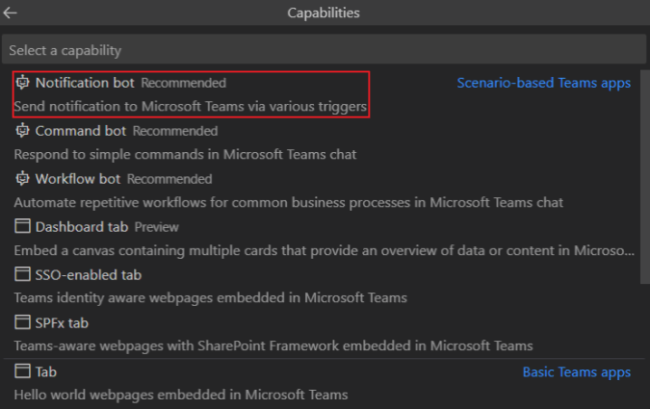 Capabilities
Select a capability
Notification bot Recommended Scenario-based Teams apps
Send notification to Microsoft Teams via various triggers
Command bot Recommended
Respond to simple commands in Microsoft Teams chat
Workflow bot Recommended
Automate repetitive workflows for common business processes in Microsoft Teams chat
Dashboard tab Preview
Embed a canvas containing multiple cards that provide an overview of data or content in Microso...
SSO-enabled tab
Teams identity aware webpages embedded in Microsoft Teams
SPFx tab
Teams-aware webpages with SharePoint Framework embedded in Microsoft Teams
Tab Basic Teams apps
Hello world webpages embedded in Microsoft Teams